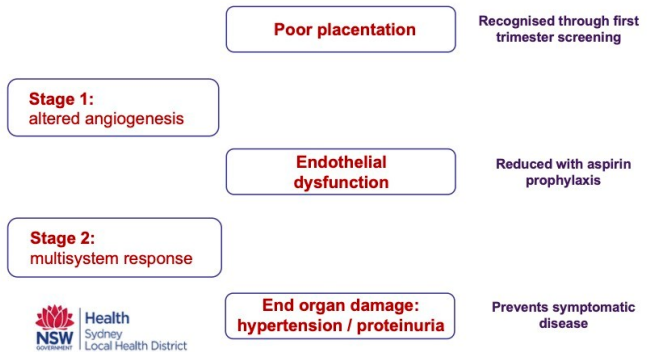 Poor placentation
Recognised through first
trimester screening
Stage 1:
altered angiogenesis
Endothelial
dysfunction
Reduced with aspirin
prophylaxis
Stage 2:
multisystem response
End organ damage:
hypertension / proteinuria
Prevents symptomatic
disease
NSW
GOVERNMENT
Health
Sydney
Local Health District